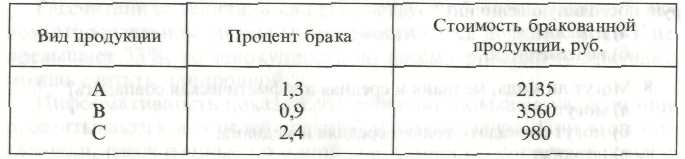 Вид продукции Процент брака Стоимость бракованной
продукции, руб.
A 1,3 2135
B 0,9 3560
C 2,4 980